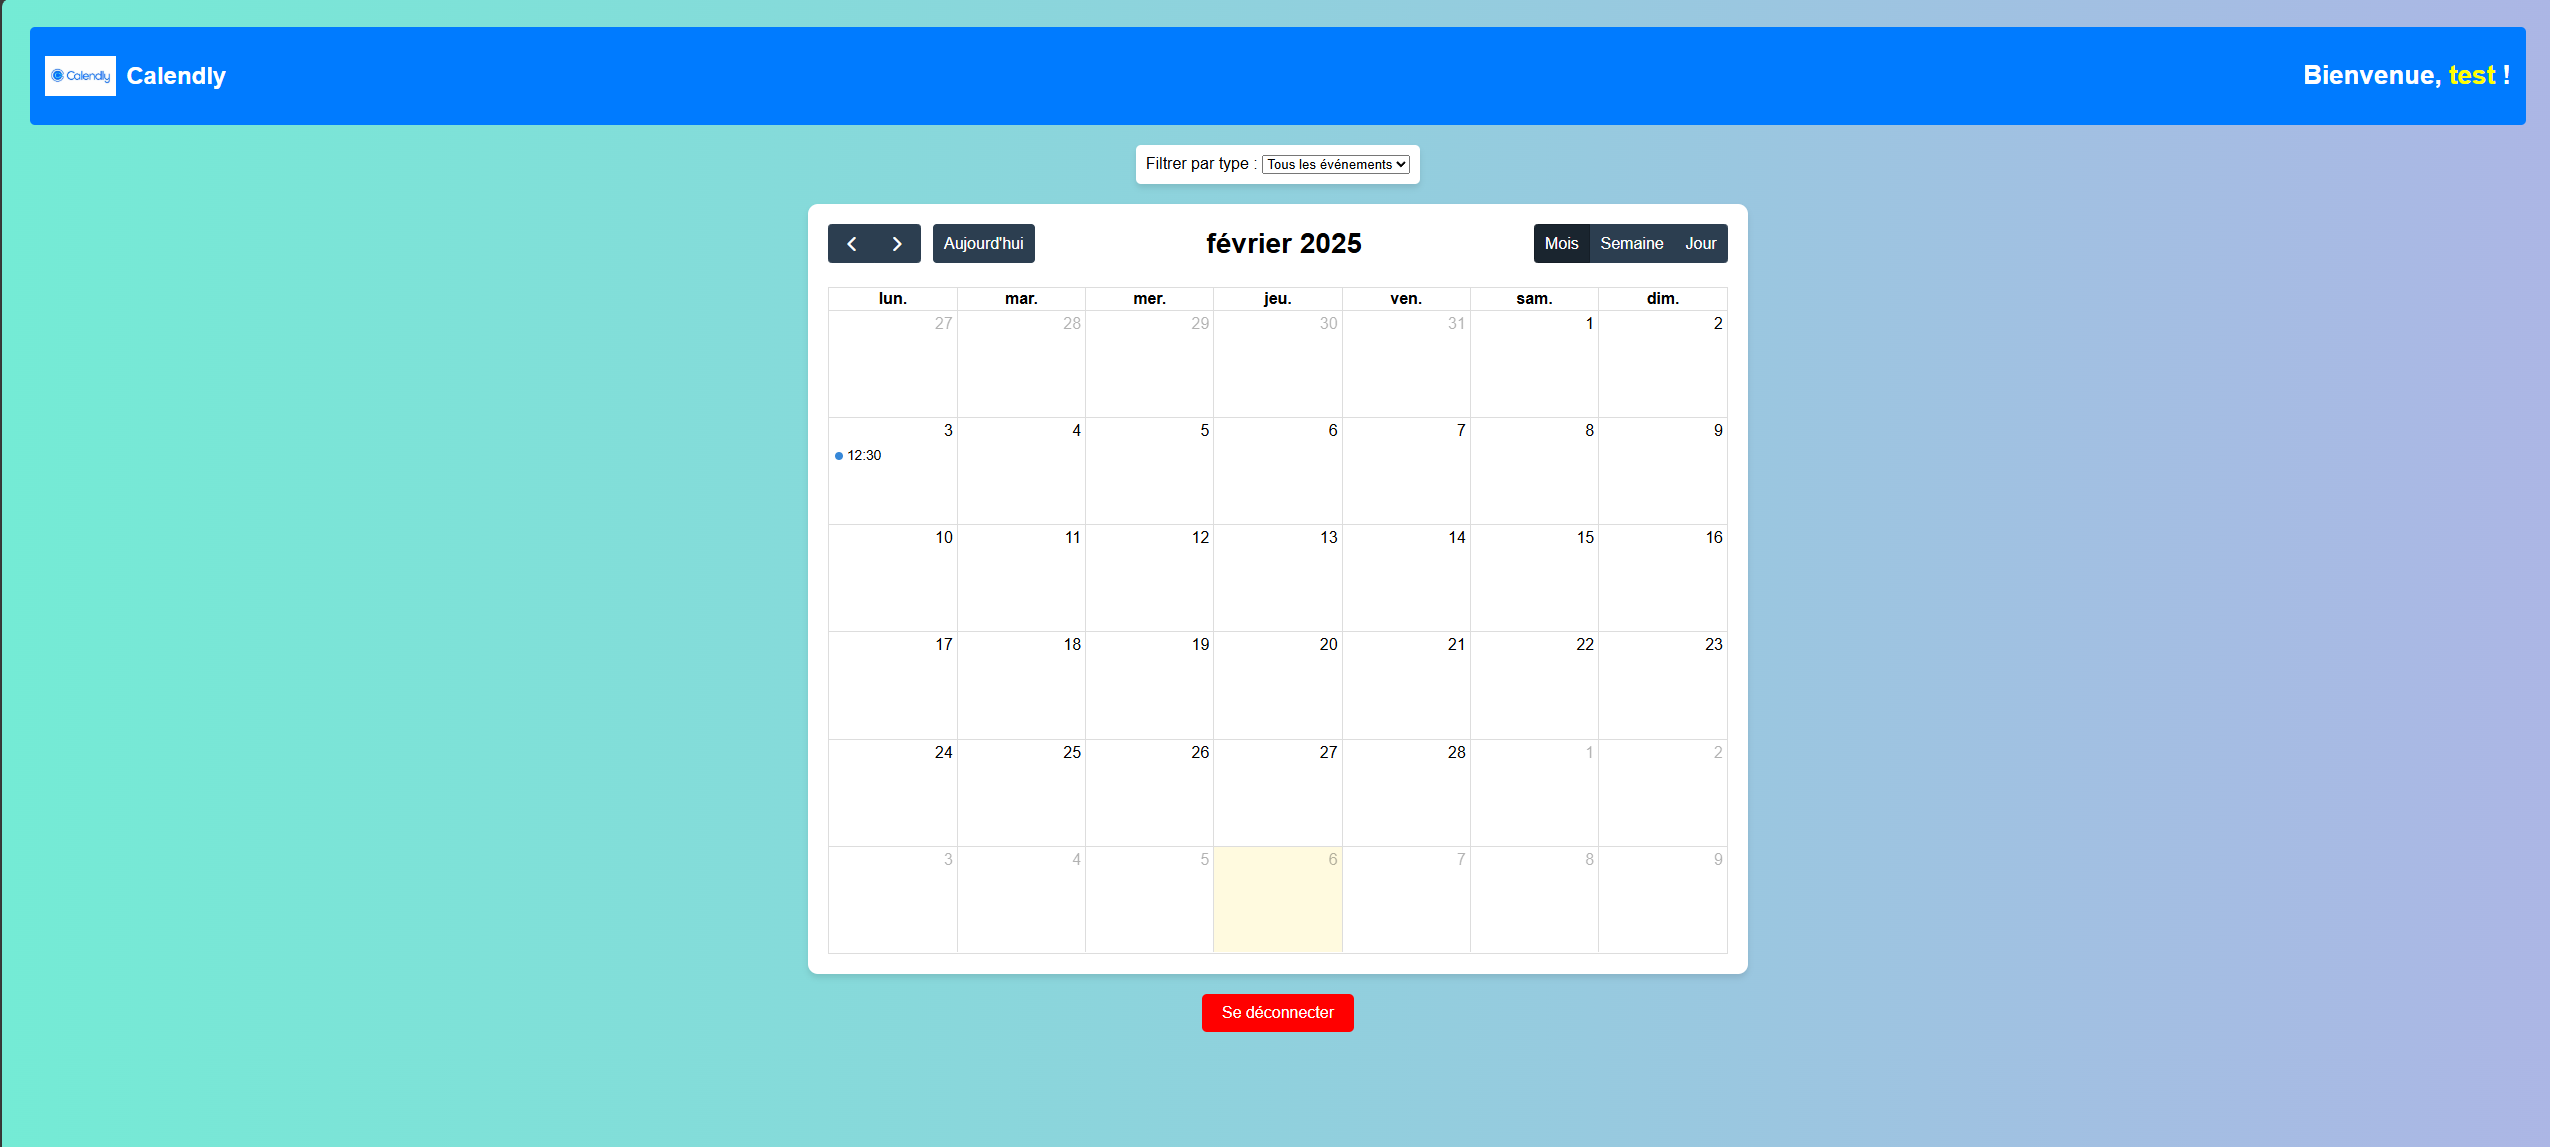 Calendly Calendly
Bienvenue, test !
Filtrer par type : Tous les événements
Aujourd'hui
février 2025
Mois Semaine Jour
lun. mar. mer. jeu. ven. sam. dim.
27 28 29 30 31 1 2
3 4 5 6 7 8 9
12:30
10 11 12 13 14 15 16
17 18 19 20 21 22 23
24 25 26 27 28 1 2
3 4 5 6 7 8 9
Se déconnecter